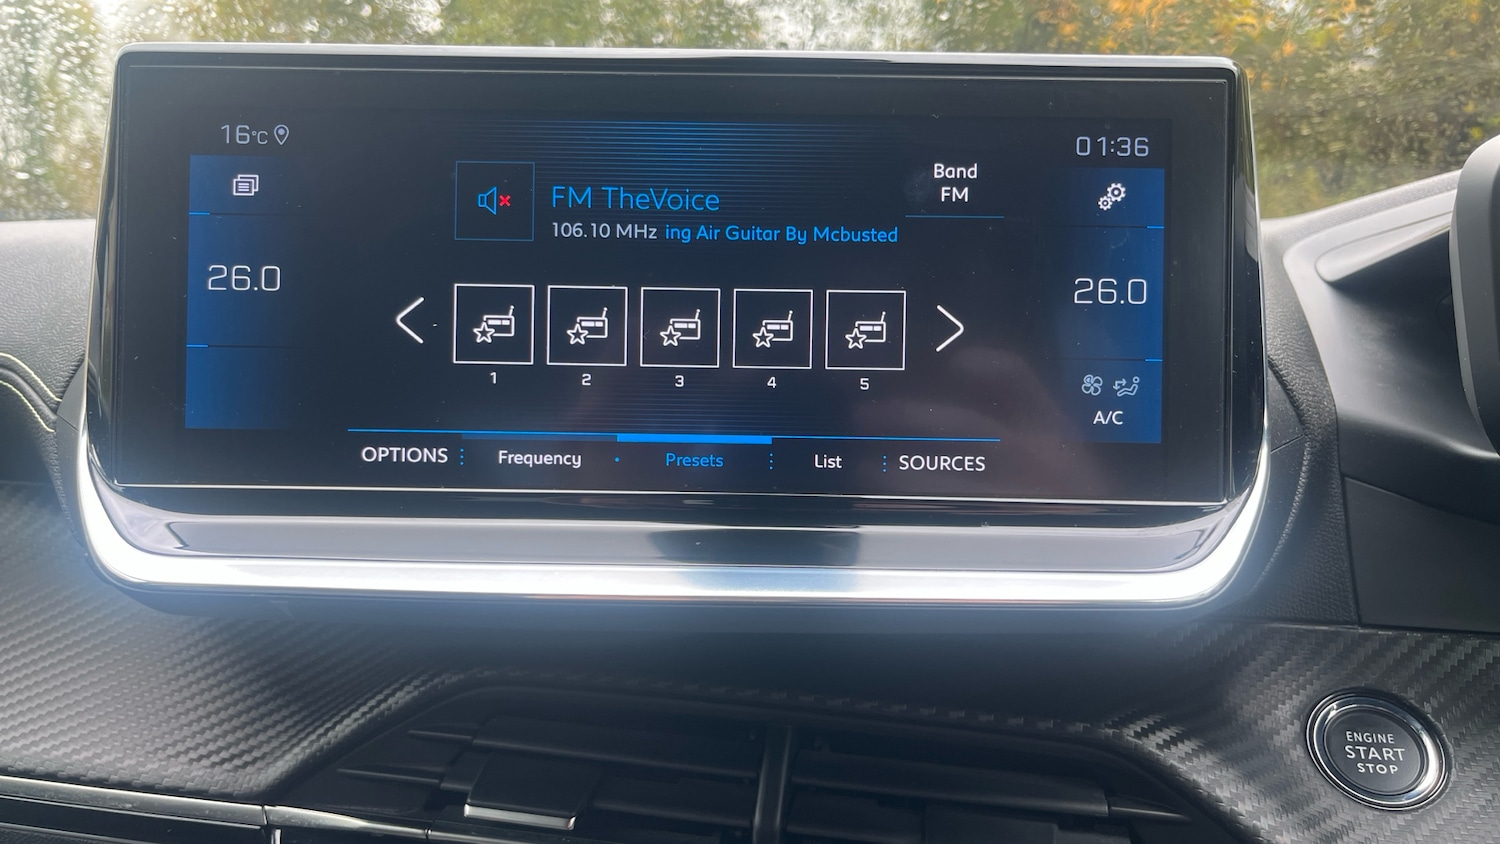 16°C
01:36
Band
FM
FM TheVoice
106.10 MHz ing Air Guitar By Mcbusted
26.0
26.0
1 2 3 4 5
A/C
OPTIONS Frequency Presets List SOURCES
ENGINE
START
STOP